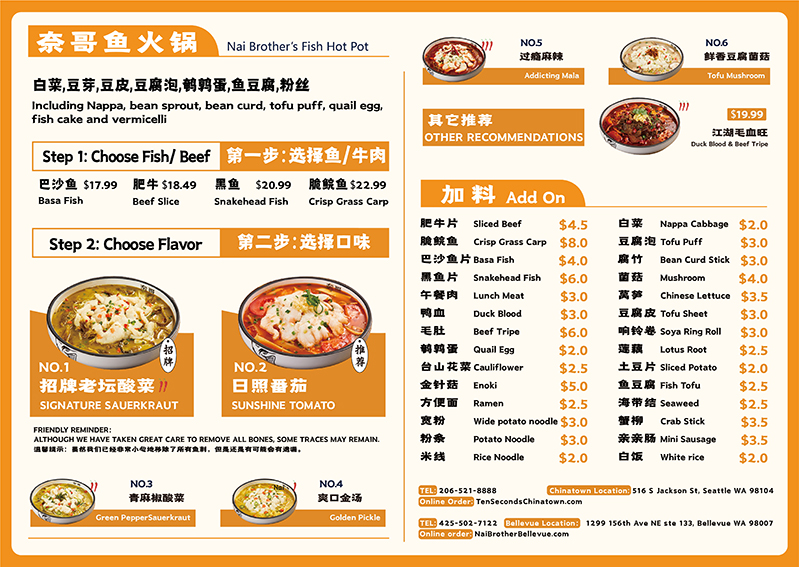 奈哥鱼火锅 Nai Brother's Fish Hot Pot
白菜,豆芽,豆皮,豆腐泡,鹌鹑蛋,鱼豆腐,粉丝
Including Nappa, bean sprout, bean curd, tofu puff, quail egg,
fish cake and vermicelli
Step 1: Choose Fish/ Beef 第一步:选择鱼/牛肉
巴沙鱼 $17.99 肥牛 $18.49 黑鱼 $20.99 脆鲩鱼 $22.99
Basa Fish Beef Slice Snakehead Fish Crisp Grass Carp
Step 2: Choose Flavor 第二步:选择口味
招牌
NO.1
招牌老坛酸菜
SIGNATURE SAUERKRAUT
推荐
NO.2
日照番茄
SUNSHINE TOMATO
FRIENDLY REMINDER:
ALTHOUGH WE HAVE TAKEN GREAT CARE TO REMOVE ALL BONES, SOME TRACES MAY REMAIN.
温馨提示：虽然我们已经非常小心地移除了所有鱼刺，但是还是有可能会有遗漏。
NO.3
青麻椒酸菜
Green PepperSauerkraut
NO.4
爽口金汤
Golden Pickle
NO.5
过瘾麻辣
Addicting Mala
NO.6
鲜香豆腐菌菇
Tofu Mushroom
其它推荐
OTHER RECOMMENDATIONS
$19.99
江湖毛血旺
Duck Blood & Beef Tripe
加料 Add On
肥牛片 Sliced Beef $4.5
脆鲩鱼 Crisp Grass Carp $8.0
巴沙鱼片 Basa Fish $4.0
黑鱼片 Snakehead Fish $6.0
午餐肉 Lunch Meat $3.0
鸭血 Duck Blood $3.0
毛肚 Beef Tripe $6.0
鹌鹑蛋 Quail Egg $2.0
台山花菜 Cauliflower $2.5
金针菇 Enoki $5.0
方便面 Ramen $2.5
宽粉 Wide potato noodle $3.0
粉条 Potato Noodle $3.0
米线 Rice Noodle $2.0
白菜 Nappa Cabbage $2.0
豆腐泡 Tofu Puff $3.0
腐竹 Bean Curd Stick $3.0
菌菇 Mushroom $4.0
莴笋 Chinese Lettuce $3.5
豆腐皮 Tofu Sheet $3.0
响铃卷 Soya Ring Roll $3.0
莲藕 Lotus Root $2.5
土豆片 Sliced Potato $2.0
鱼豆腐 Fish Tofu $2.5
海带结 Seaweed $2.5
蟹柳 Crab Stick $3.5
亲亲肠 Mini Sausage $3.5
白饭 White rice $2.0
TEL: 206-521-8888 Chinatown Location: 516 S Jackson St, Seattle WA 98104
Online Order: TenSecondsChinatown.com
TEL: 425-502-7122 Bellevue Location: 1299 156th Ave NE ste 133, Bellevue WA 98007
Online order: NaiBrotherBellevue.com